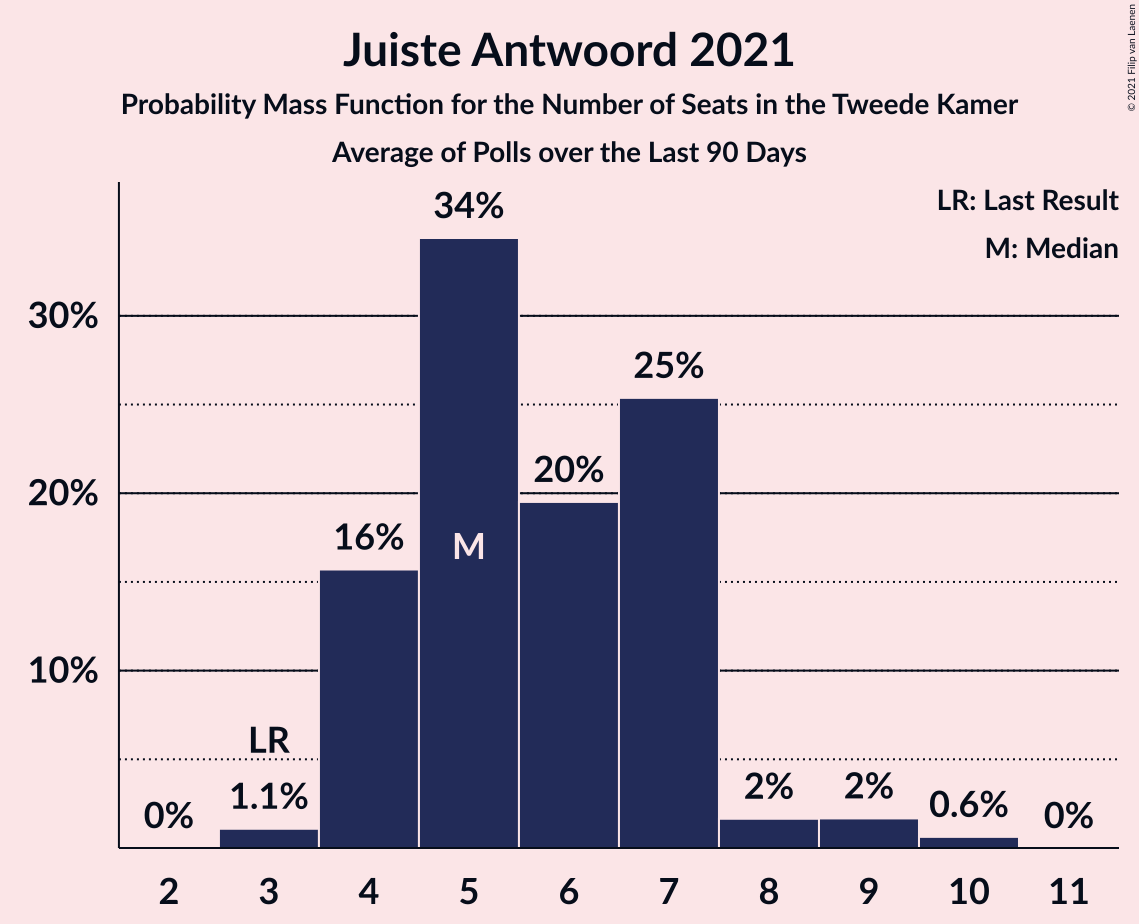 Juiste Antwoord 2021
Probability Mass Function for the Number of Seats in the Tweede Kamer
Average of Polls over the Last 90 Days
© 2021 Filip van Laenen
LR: Last Result
M: Median
34%
30%
25%
20%
20%
16%
M
10%
LR
0%
1.1%
2%
2%
0.6%
0%
2 3 4 5 6 7 8 9 10 11